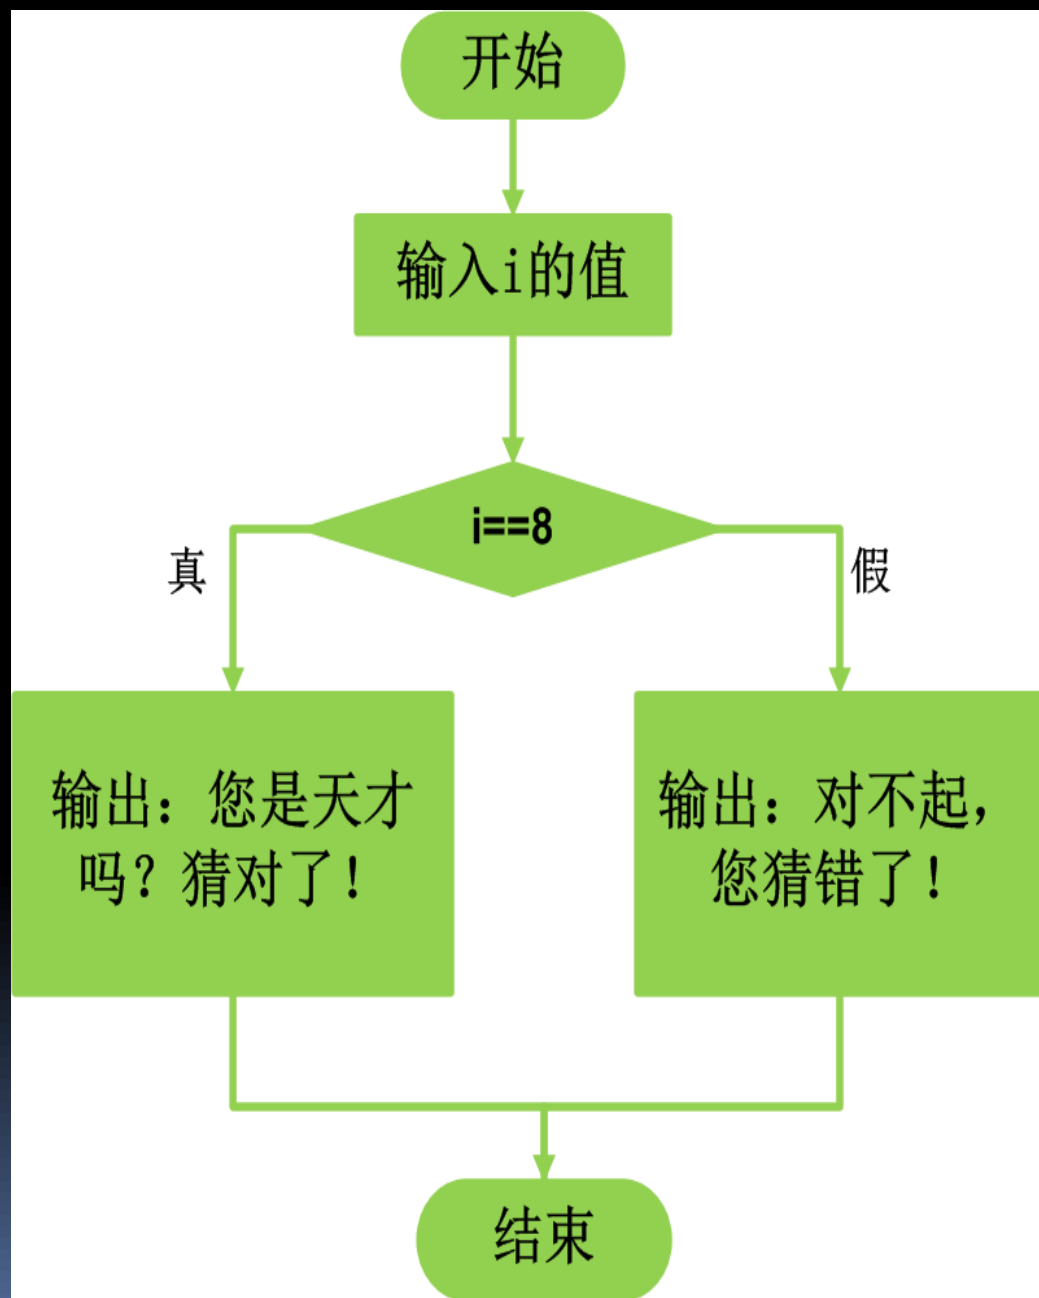 开始
输入i的值
i==8
真
假
输出：您是天才
吗？猜对了！
输出：对不起，
您猜错了！
结束